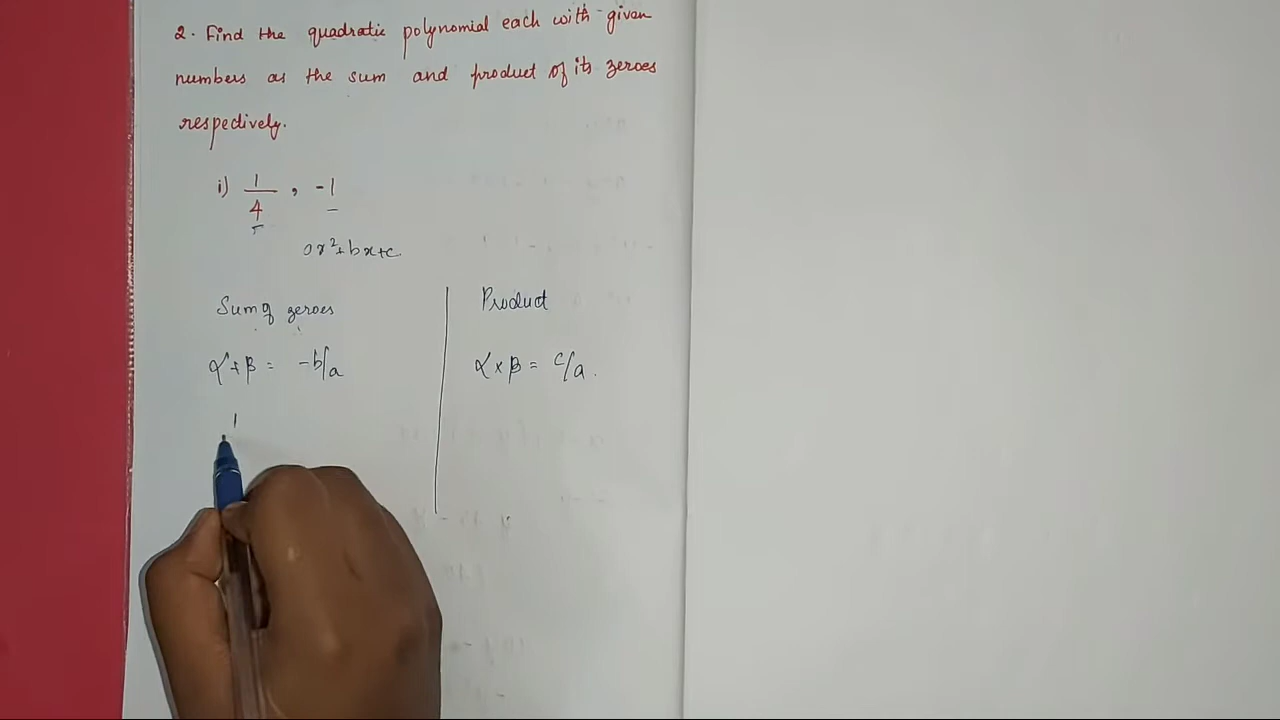 2. Find the quadratic polynomial each with given
numbers as the sum and product of its zeroes
respectively.
i) 1/4 , -1
ax²+bx+c.
Sum of zeroes
α+β = -b/a
1
Product
α×β = c/a.